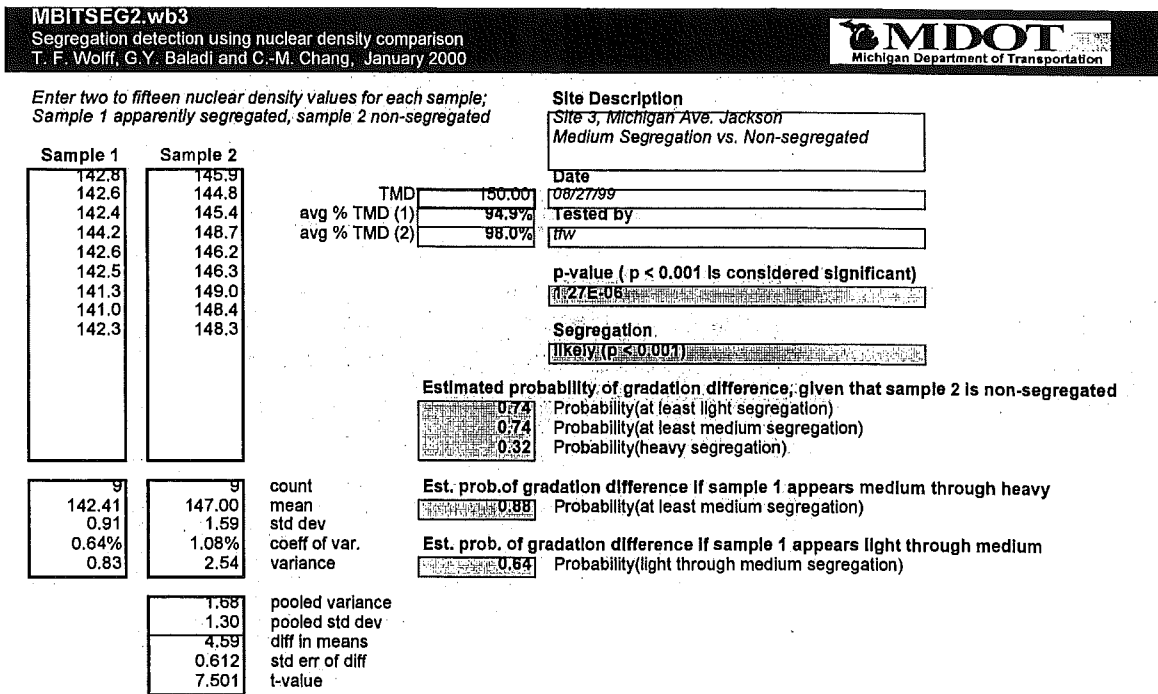 MBITSEG2.wb3
Segregation detection using nuclear density comparison
T. F. Wolff, G.Y. Baladi and C.-M. Chang, January 2000
MDOT
Michigan Department of Transportation
Enter two to fifteen nuclear density values for each sample;
Sample 1 apparently segregated, sample 2 non-segregated
Site Description
Site 3, Michigan Ave. Jackson
Medium Segregation vs. Non-segregated
Sample 1 Sample 2
142.8 145.9
142.6 144.8
142.4 145.4
144.2 148.7
142.6 146.2
142.5 146.3
141.3 149.0
141.0 148.4
142.3 148.3
TMD 150.00
avg % TMD (1) 94.9%
avg % TMD (2) 98.0%
Date
08/27/99
Tested by
tfw
p-value ( p < 0.001 is considered significant)
1.27E-06
Segregation
likely (p < 0.001)
Estimated probability of gradation difference, given that sample 2 is non-segregated
0.74 Probability(at least light segregation)
0.74 Probability(at least medium segregation)
0.32 Probability(heavy segregation)
9 9 count
142.41 147.00 mean
0.91 1.59 std dev
0.64% 1.08% coeff of var.
0.83 2.54 variance
Est. prob.of gradation difference if sample 1 appears medium through heavy
0.88 Probability(at least medium segregation)
Est. prob. of gradation difference if sample 1 appears light through medium
0.64 Probability(light through medium segregation)
1.68 pooled variance
1.30 pooled std dev
4.59 diff in means
0.612 std err of diff
7.501 t-value